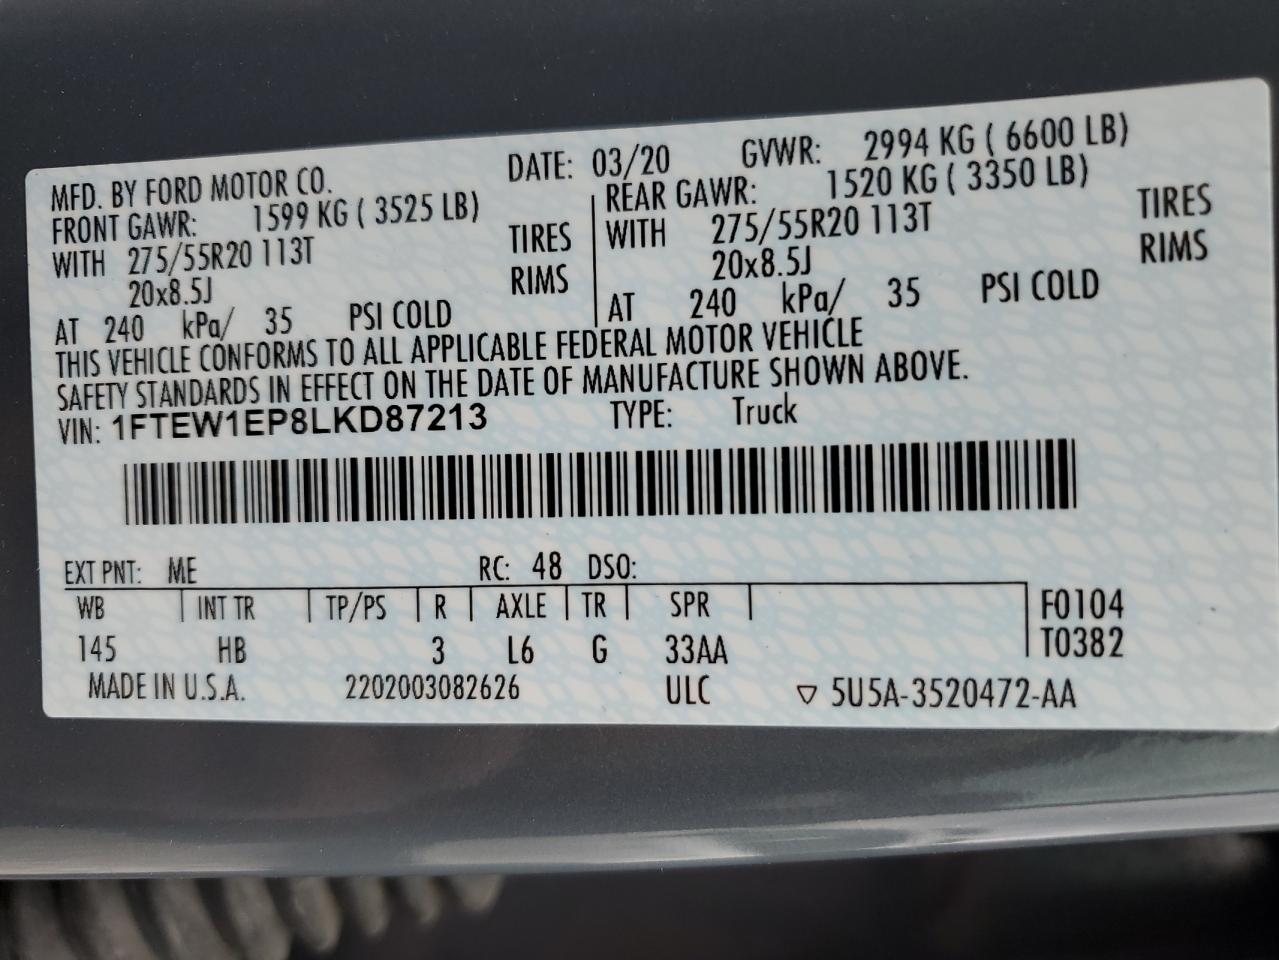 MFD. BY FORD MOTOR CO. DATE: 03/20 GVWR: 2994 KG ( 6600 LB)
FRONT GAWR: 1599 KG ( 3525 LB) REAR GAWR: 1520 KG ( 3350 LB)
WITH 275/55R20 113T TIRES WITH 275/55R20 113T TIRES
20x8.5J RIMS 20x8.5J RIMS
AT 240 kPa/ 35 PSI COLD AT 240 kPa/ 35 PSI COLD
THIS VEHICLE CONFORMS TO ALL APPLICABLE FEDERAL MOTOR VEHICLE
SAFETY STANDARDS IN EFFECT ON THE DATE OF MANUFACTURE SHOWN ABOVE.
VIN: 1FTEW1EP8LKD87213 TYPE: Truck
EXT PNT: ME RC: 48 DSO:
WB INT TR TP/PS R AXLE TR SPR F0104
145 HB 3 L6 G 33AA T0382
MADE IN U.S.A. 2202003082626 ULC ▽ 5U5A-3520472-AA